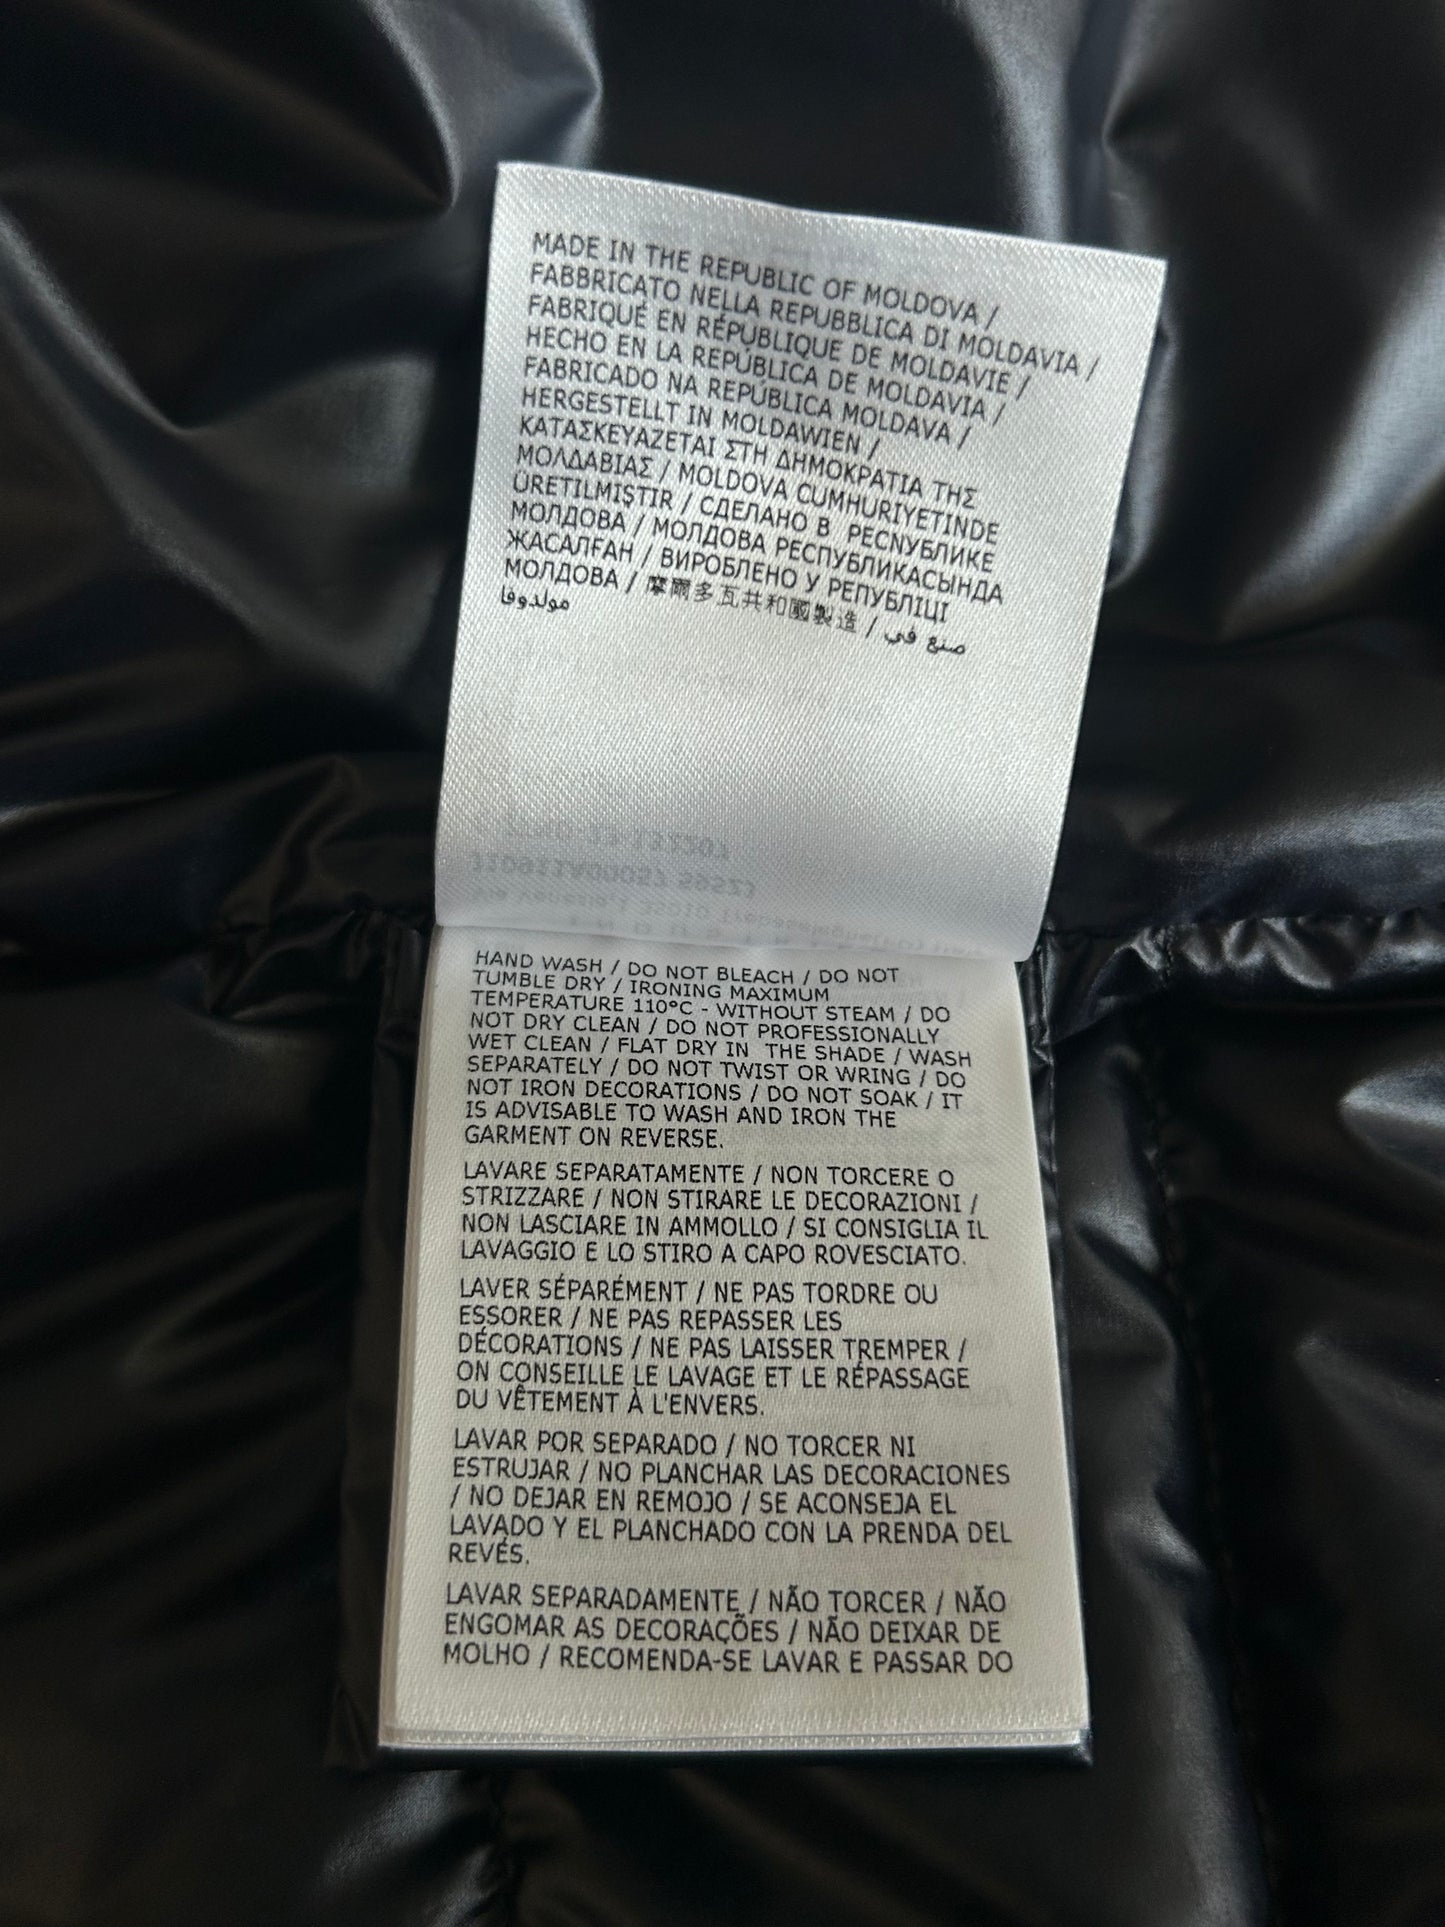 MADE IN THE REPUBLIC OF MOLDOVA /
FABBRICATO NELLA REPUBBLICA DI MOLDAVIA /
FABRIQUÉ EN RÉPUBLIQUE DE MOLDAVIE /
HECHO EN LA REPÚBLICA DE MOLDAVIA /
FABRICADO NA REPÚBLICA MOLDAVA /
HERGESTELLT IN MOLDAWIEN /
ΚΑΤΑΣΚΕΥΑΖΕΤΑΙ ΣΤΗ ΔΗΜΟΚΡΑΤΙΑ ΤΗΣ
ΜΟΛΔΑΒΙΑΣ / MOLDOVA CUMHURİYETINDE
ÜRETILMIŞTIR / СДЕЛАНО В РЕСNУБЛИКЕ
МОЛДОВА / МОЛДОВА РЕСПУБЛИКАСЫНДА
ЖАСАЛҒАН / ВИРОБЛЕНО У РЕПУБЛІЦІ
МОЛДОВА / 摩爾多瓦共和國製造 / صنع في
مولدوفا
HAND WASH / DO NOT BLEACH / DO NOT
TUMBLE DRY / IRONING MAXIMUM
TEMPERATURE 110°C - WITHOUT STEAM / DO
NOT DRY CLEAN / DO NOT PROFESSIONALLY
WET CLEAN / FLAT DRY IN THE SHADE / WASH
SEPARATELY / DO NOT TWIST OR WRING / DO
NOT IRON DECORATIONS / DO NOT SOAK / IT
IS ADVISABLE TO WASH AND IRON THE
GARMENT ON REVERSE.
LAVARE SEPARATAMENTE / NON TORCERE O
STRIZZARE / NON STIRARE LE DECORAZIONI /
NON LASCIARE IN AMMOLLO / SI CONSIGLIA IL
LAVAGGIO E LO STIRO A CAPO ROVESCIATO.
LAVER SÉPARÉMENT / NE PAS TORDRE OU
ESSORER / NE PAS REPASSER LES
DÉCORATIONS / NE PAS LAISSER TREMPER /
ON CONSEILLE LE LAVAGE ET LE RÉPASSAGE
DU VÊTEMENT À L'ENVERS.
LAVAR POR SEPARADO / NO TORCER NI
ESTRUJAR / NO PLANCHAR LAS DECORACIONES
/ NO DEJAR EN REMOJO / SE ACONSEJA EL
LAVADO Y EL PLANCHADO CON LA PRENDA DEL
REVÉS.
LAVAR SEPARADAMENTE / NÃO TORCER / NÃO
ENGOMAR AS DECORAÇÕES / NÃO DEIXAR DE
MOLHO / RECOMENDA-SE LAVAR E PASSAR DO